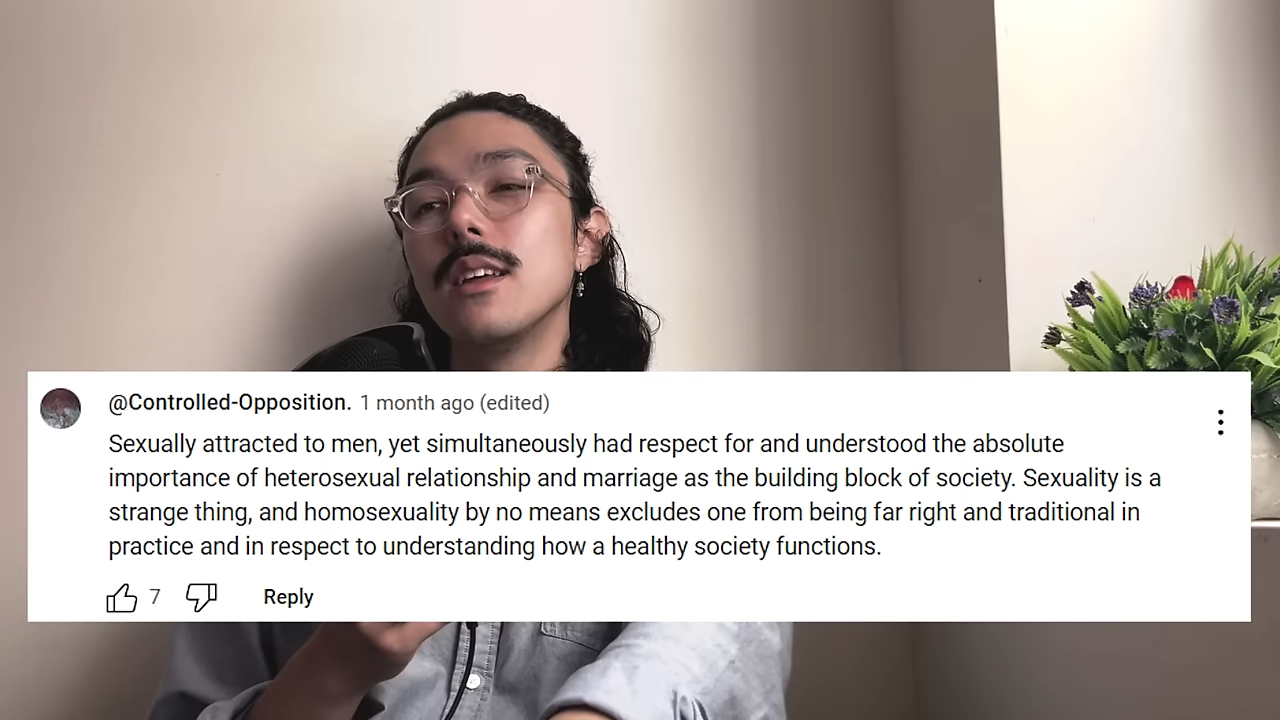 @Controlled-Opposition. 1 month ago (edited)
Sexually attracted to men, yet simultaneously had respect for and understood the absolute
importance of heterosexual relationship and marriage as the building block of society. Sexuality is a
strange thing, and homosexuality by no means excludes one from being far right and traditional in
practice and in respect to understanding how a healthy society functions.
7 Reply